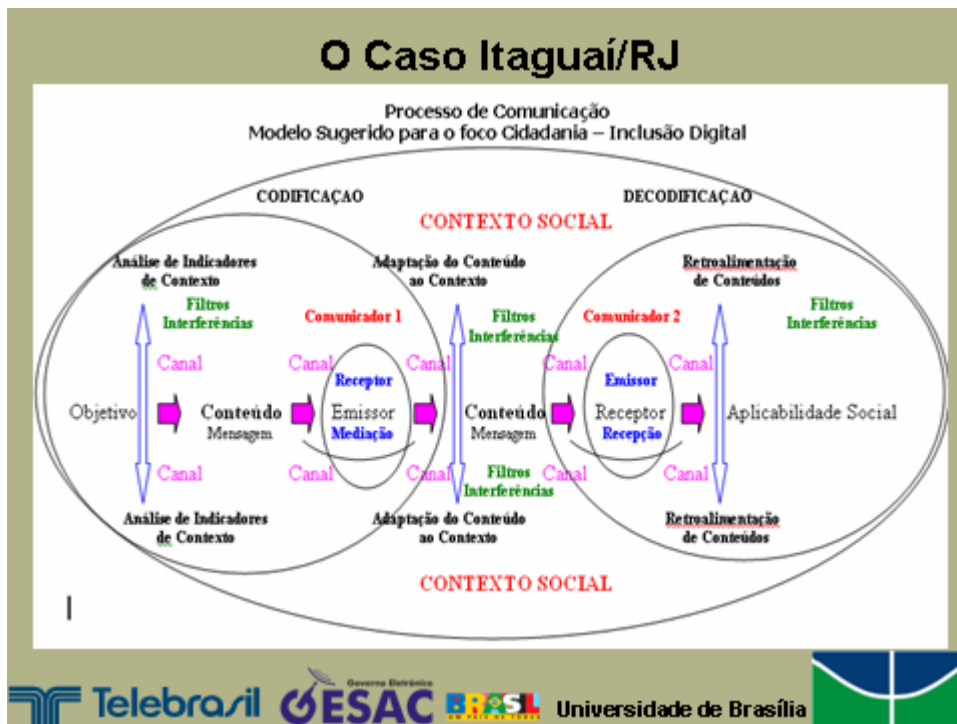 O Caso Itaguaí/RJ
Processo de Comunicação
Modelo Sugerido para o foco Cidadania – Inclusão Digital
CODIFICAÇAO
DECODIFICAÇAO
CONTEXTO SOCIAL
Análise de Indicadores
de Contexto
Adaptação do Conteúdo
ao Contexto
Retroalimentação
de Conteúdos
Filtros
Interferências
Comunicador 1
Filtros
Interferências
Comunicador 2
Filtros
Interferências
Canal
Canal
Canal
Canal
Canal
Receptor
Emissor
Objetivo
Conteúdo
Mensagem
Emissor
Mediação
Conteúdo
Mensagem
Receptor
Recepção
Aplicabilidade Social
Canal
Canal
Canal
Filtros
Interferências
Canal
Canal
Análise de Indicadores
de Contexto
Adaptação do Conteúdo
ao Contexto
Retroalimentação
de Conteúdos
CONTEXTO SOCIAL
Telebrasil
Governo Eletrônico
GESAC
BRASIL
UM PAÍS DE TODOS
Universidade de Brasília